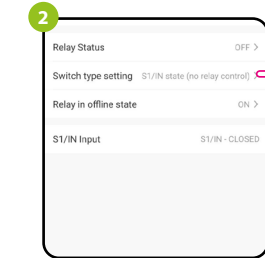 2
Relay Status OFF >
Switch type setting S1/IN state (no relay control) >
Relay in offline state ON >
S1/IN Input S1/IN - CLOSED